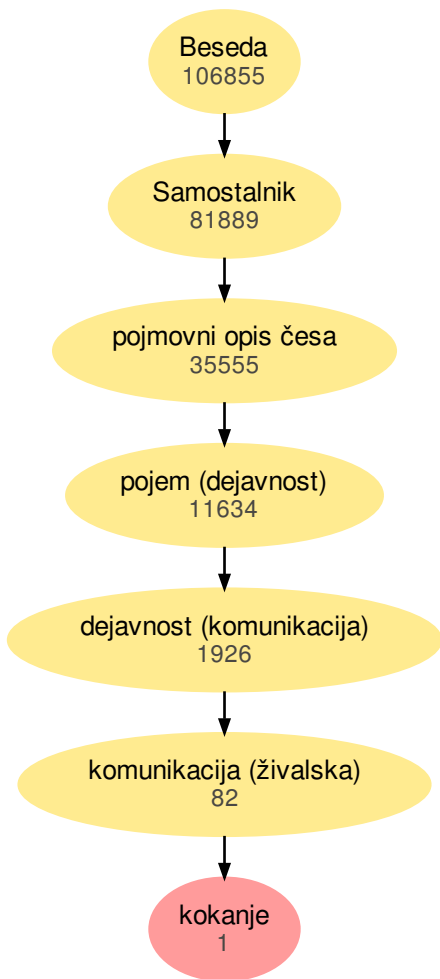 Beseda
106855
Samostalnik
81889
pojmovni opis česa
35555
pojem (dejavnost)
11634
dejavnost (komunikacija)
1926
komunikacija (živalska)
82
kokanje
1